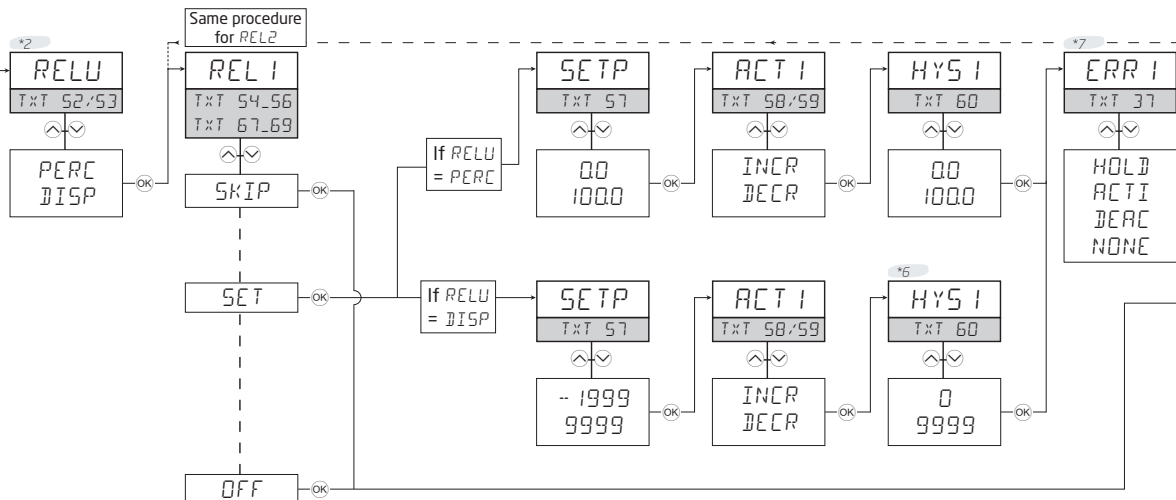 Same procedure
for REL2
*2
RELU
TXT 52/53
PERC
DISP
OK
REL1
TXT 54_56
TXT 67_69
SKIP
OK
SET
OK
OFF
OK
If RELU
= PERC
SETP
TXT 57
0.0
100.0
OK
ACT1
TXT 58/59
INCR
DECR
OK
HYS1
TXT 60
0.0
100.0
OK
*7
ERR1
TXT 37
HOLD
ACTI
DEAC
NONE
If RELU
= DISP
SETP
TXT 57
-1999
9999
OK
ACT1
TXT 58/59
INCR
DECR
OK
*6
HYS1
TXT 60
0
9999
OK